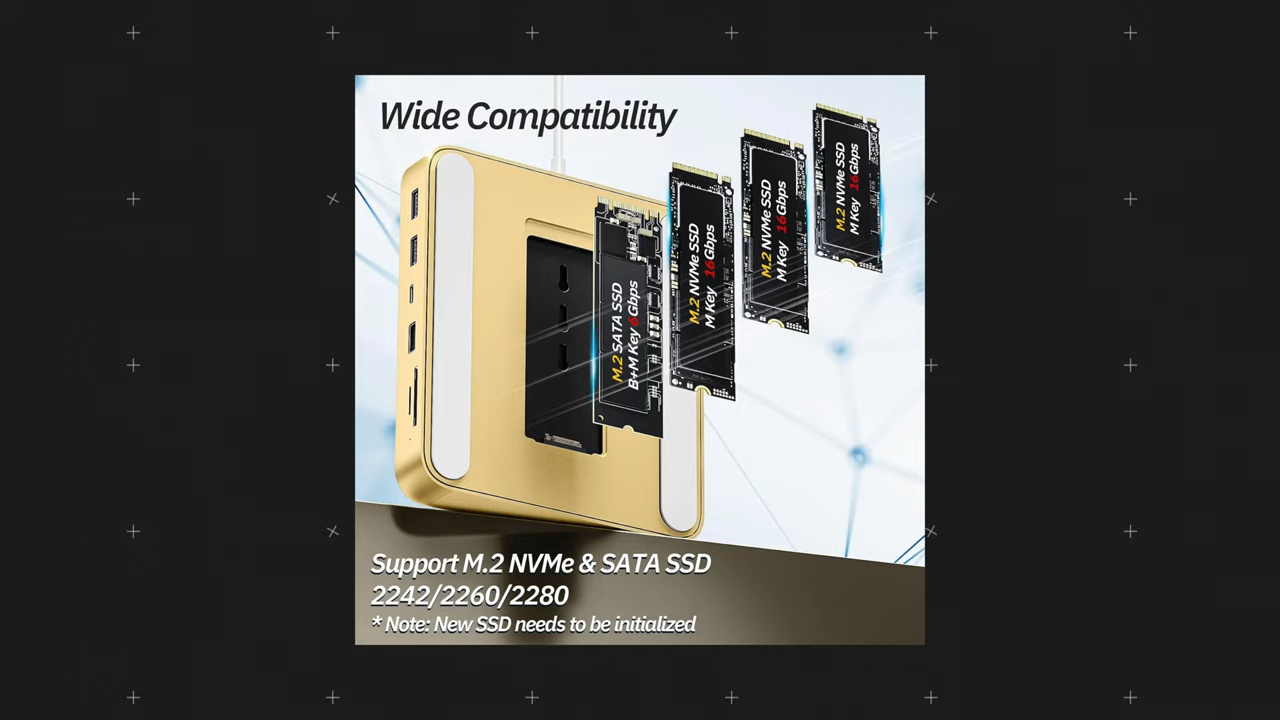 Wide Compatibility
M.2 SATA SSD
B+M Key 6Gbps
M.2 NVMe SSD
M Key 16Gbps
M.2 NVMe SSD
M Key 16Gbps
M.2 NVMe SSD
M Key 16Gbps
Support M.2 NVMe & SATA SSD
2242/2260/2280
* Note: New SSD needs to be initialized